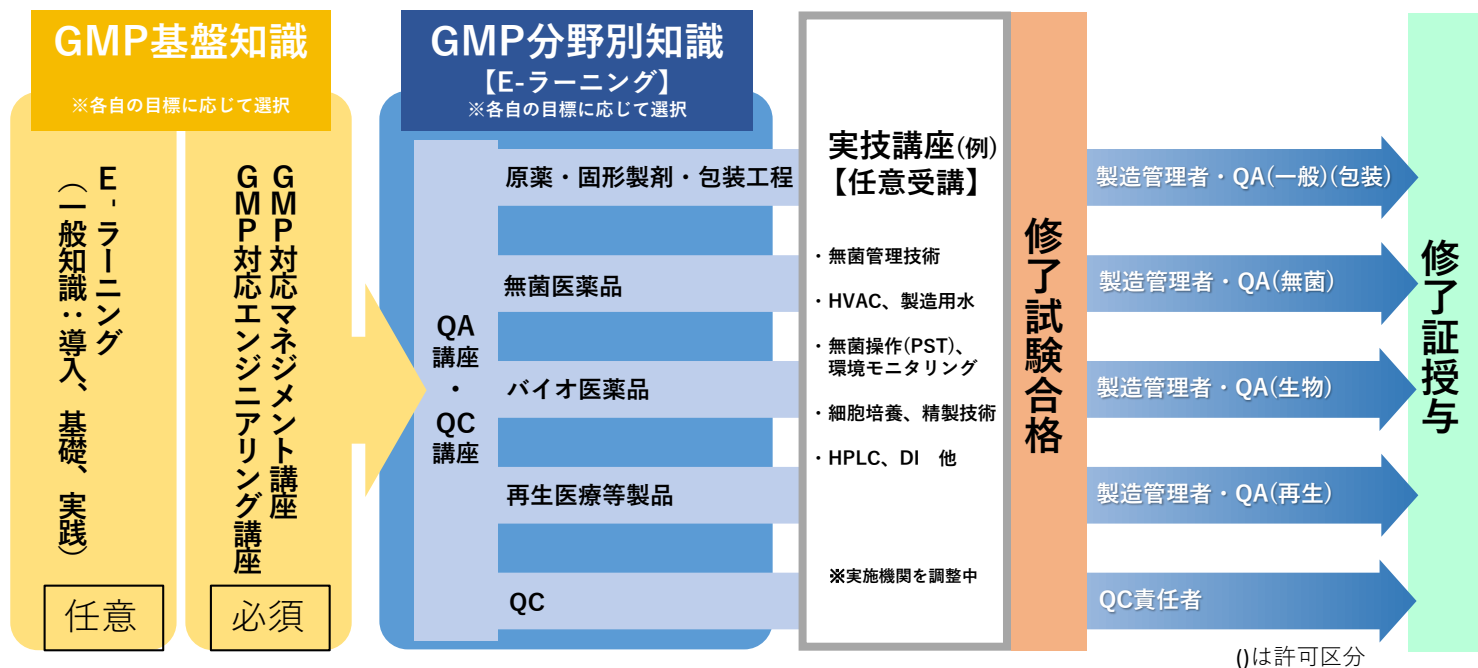 GMP基盤知識
※各自の目標に応じて選択
E‐ラーニング
（一般知識：導入、基礎、実践）
任意
GMP対応マネジメント講座
GMP対応エンジニアリング講座
必須
GMP分野別知識
【E-ラーニング】
※各自の目標に応じて選択
QA
講座
・
QC
講座
原薬・固形製剤・包装工程
無菌医薬品
バイオ医薬品
再生医療等製品
QC
実技講座(例)
【任意受講】
・無菌管理技術
・HVAC、製造用水
・無菌操作(PST)、
環境モニタリング
・細胞培養、精製技術
・HPLC、DI　他
※実施機関を調整中
修了試験合格
製造管理者・QA(一般)(包装)
製造管理者・QA(無菌)
製造管理者・QA(生物)
製造管理者・QA(再生)
QC責任者
修了証授与
()は許可区分